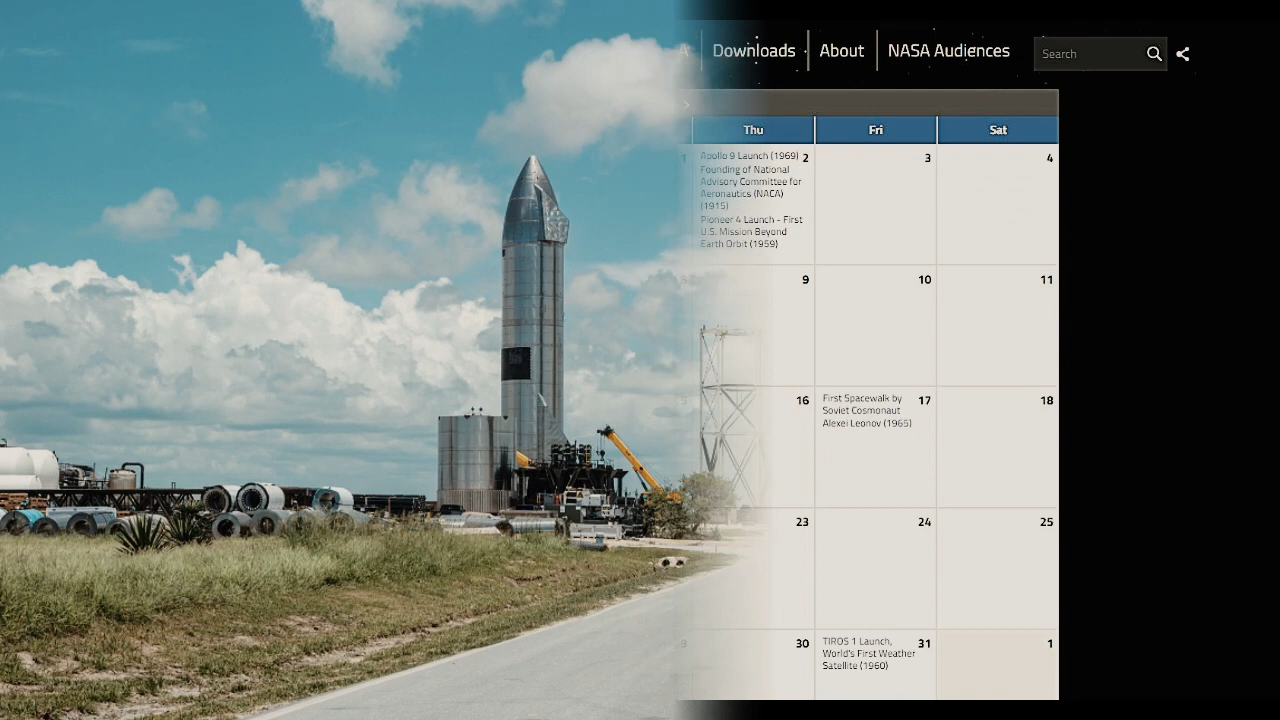 Downloads
About
NASA Audiences
Search
Thu
Fri
Sat
Apollo 9 Launch (1969)
2
Founding of National
Advisory Committee for
Aeronautics (NACA)
(1915)
Pioneer 4 Launch - First
U.S. Mission Beyond
Earth Orbit (1959)
3
4
9
10
11
16
First Spacewalk by
17
Soviet Cosmonaut
Alexei Leonov (1965)
18
23
24
25
30
TIROS 1 Launch,
31
World's First Weather
Satellite (1960)
1